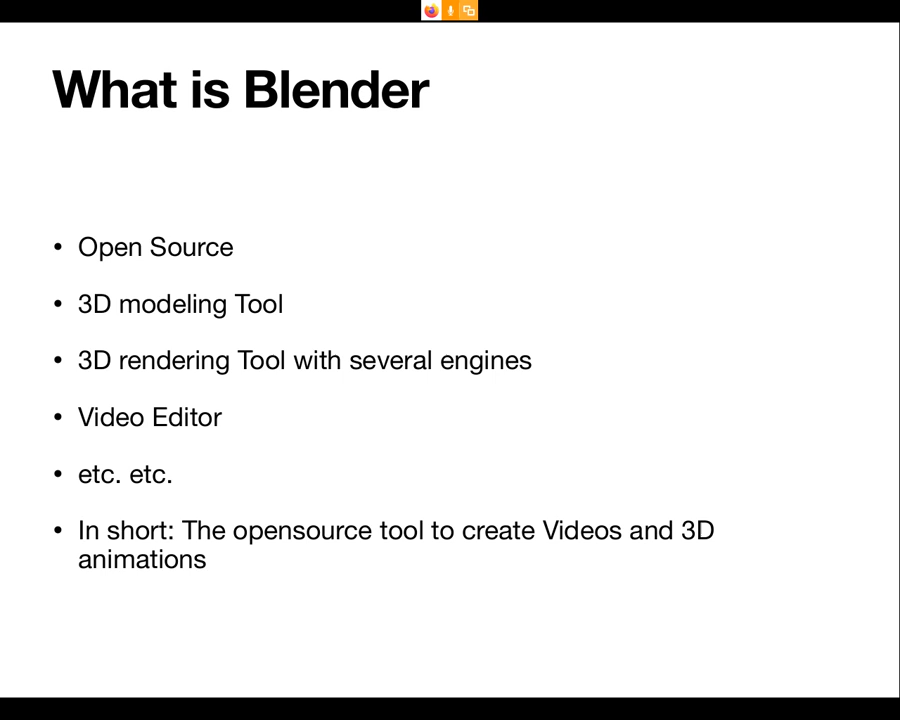 What is Blender
• Open Source
• 3D modeling Tool
• 3D rendering Tool with several engines
• Video Editor
• etc. etc.
• In short: The opensource tool to create Videos and 3D
animations